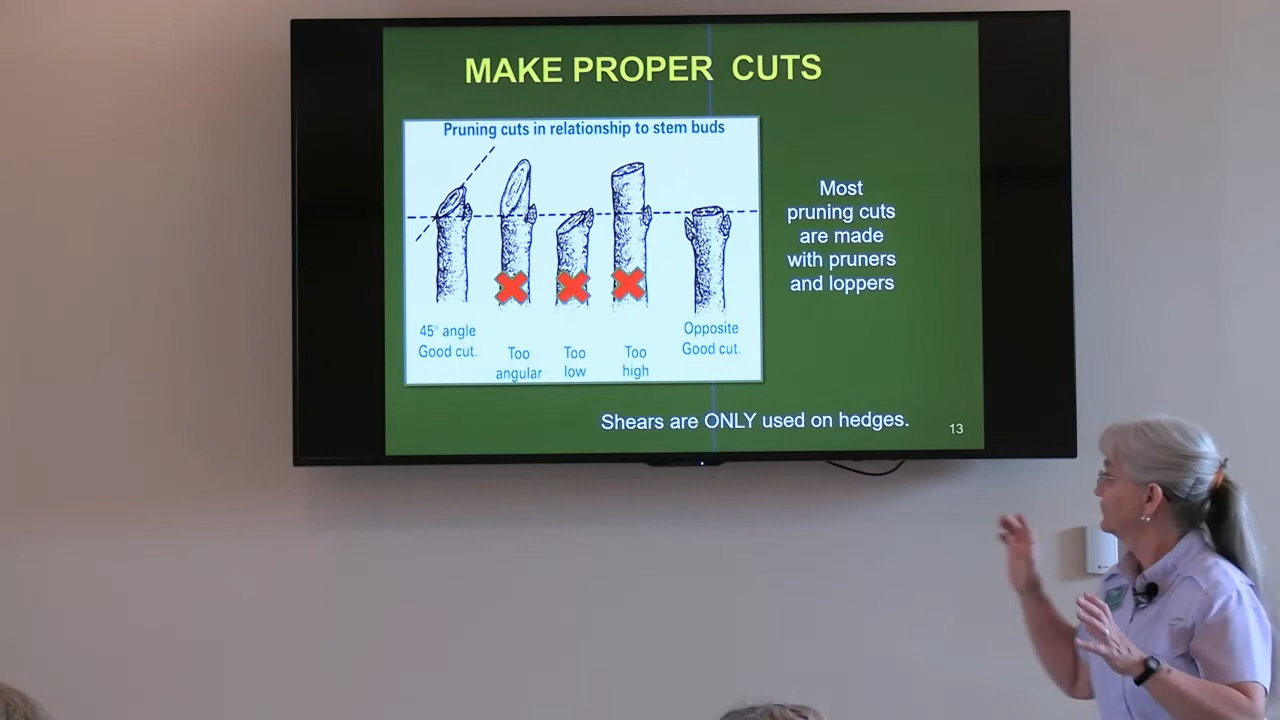 MAKE PROPER CUTS
Pruning cuts in relationship to stem buds
45° angle
Good cut.
Too
angular
Too
low
Too
high
Opposite
Good cut.
Most
pruning cuts
are made
with pruners
and loppers
Shears are ONLY used on hedges.
13